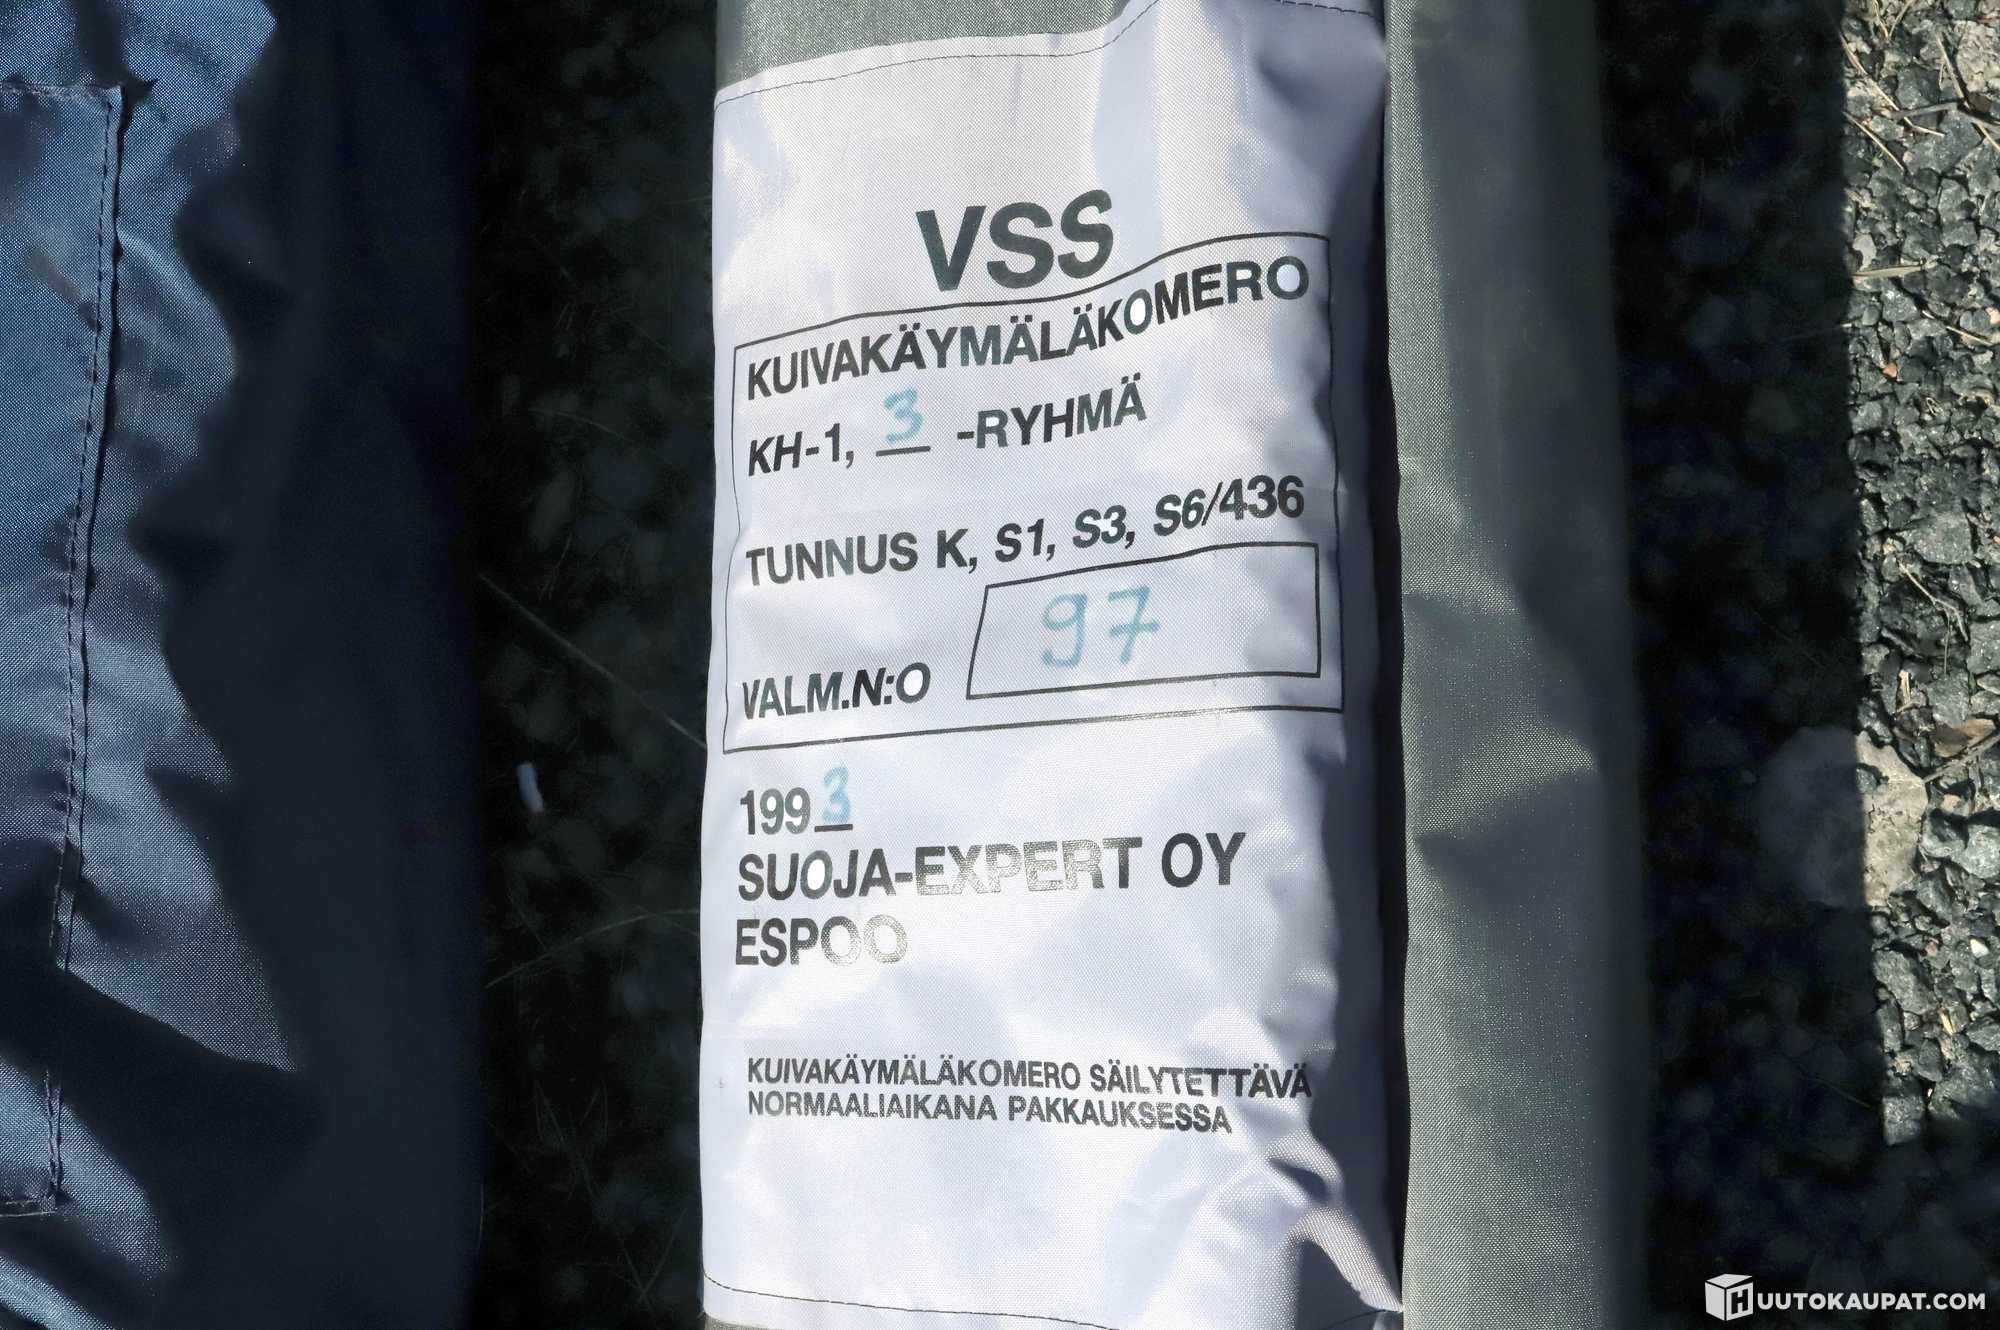 VSS
KUIVAKÄYMÄLÄKOMERO
KH-1, 3 -RYHMÄ
TUNNUS K, S1, S3, S6/436
VALM.N:O 97
1993
SUOJA-EXPERT OY
ESPOO
KUIVAKÄYMÄLÄKOMERO SÄILYTETTÄVÄ
NORMAALIAIKANA PAKKAUKSESSA
HUUTOKAUPAT.COM